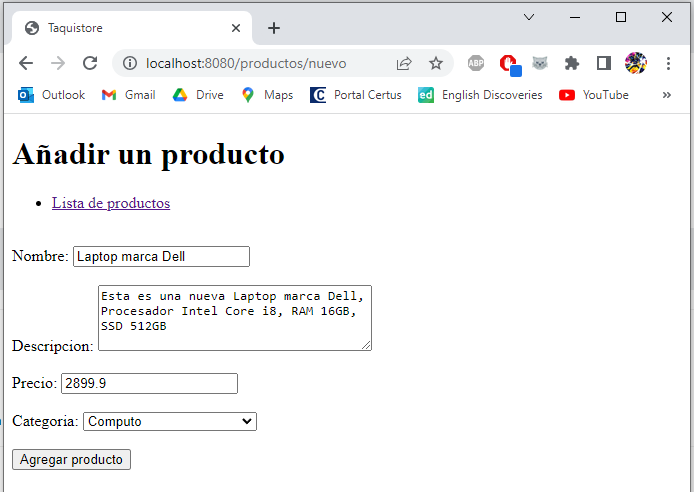 Taquistore
localhost:8080/productos/nuevo
ABP
Outlook Gmail Drive Maps Portal Certus English Discoveries YouTube »
Añadir un producto
Lista de productos
Nombre: Laptop marca Dell
Esta es una nueva Laptop marca Dell,
Procesador Intel Core i8, RAM 16GB,
SSD 512GB
Descripcion:
Precio: 2899.9
Categoria: Computo
Agregar producto